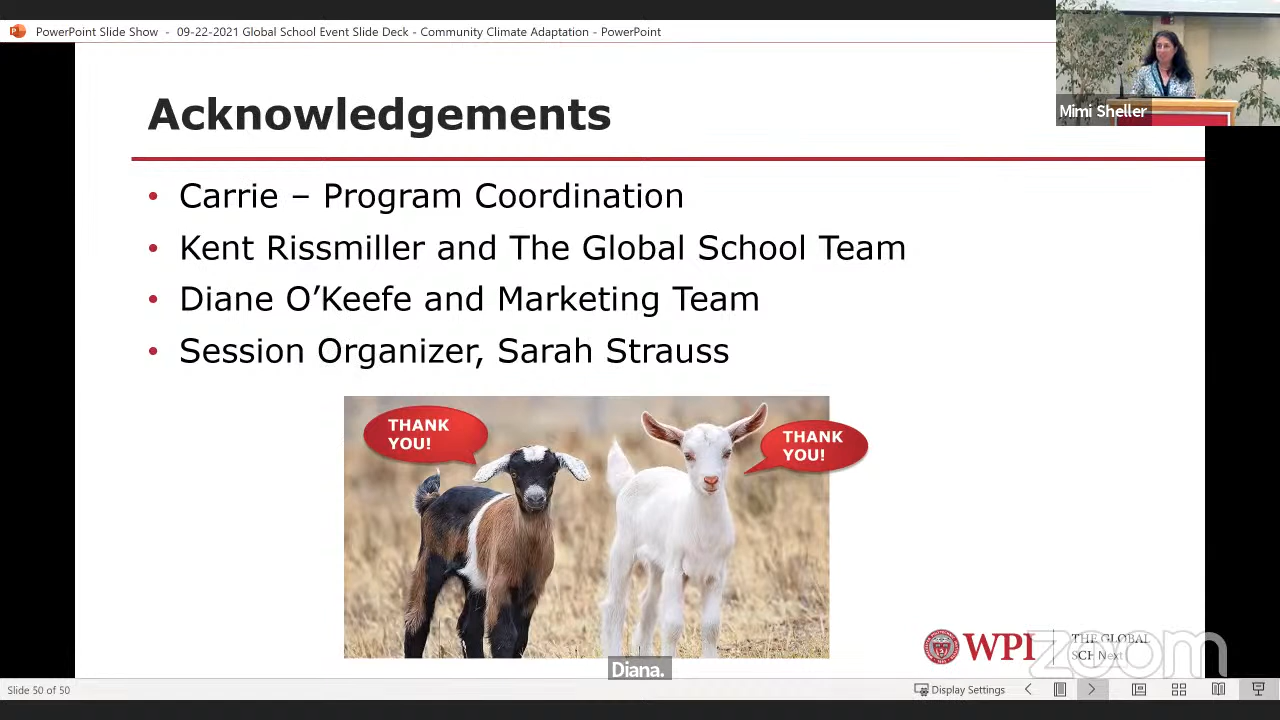 PowerPoint Slide Show - 09-22-2021 Global School Event Slide Deck - Community Climate Adaptation - PowerPoint
Mimi Sheller
Acknowledgements
• Carrie – Program Coordination
• Kent Rissmiller and The Global School Team
• Diane O’Keefe and Marketing Team
• Session Organizer, Sarah Strauss
THANK
YOU!
THANK
YOU!
WPI
THE GLOBAL
zoom
Next
Diana.
Slide 50 of 50
Display Settings